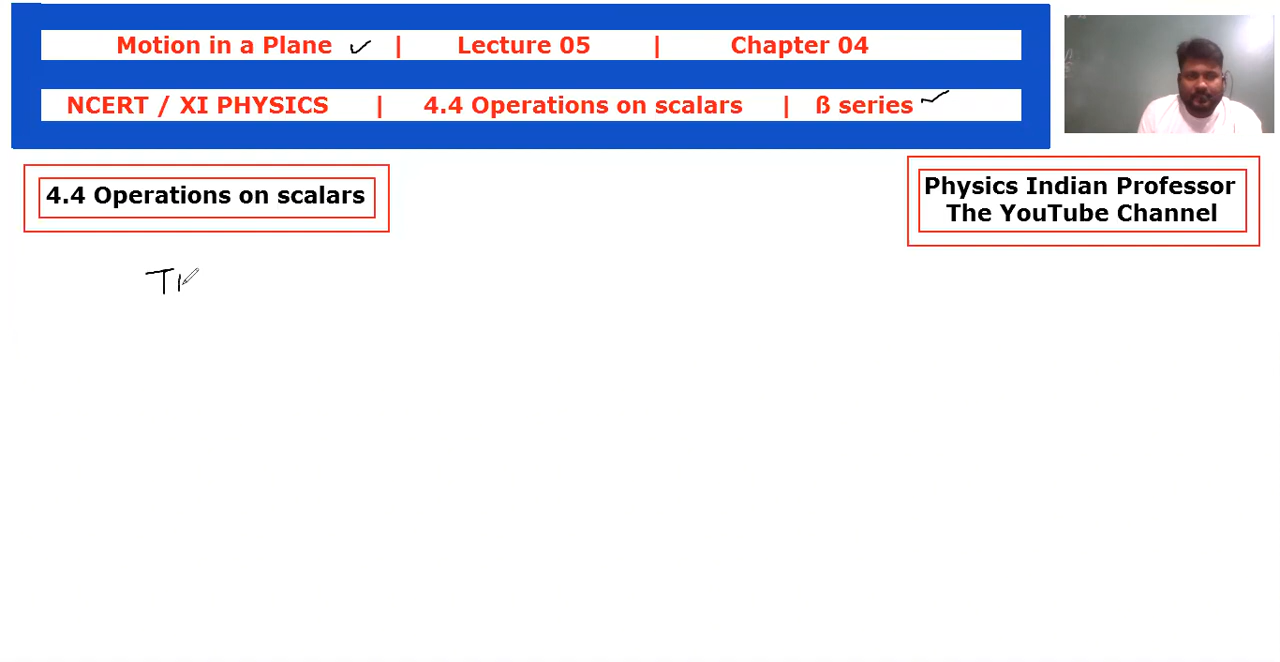 Motion in a Plane ✓ | Lecture 05 | Chapter 04
NCERT / XI PHYSICS | 4.4 Operations on scalars | ß series ✓
4.4 Operations on scalars
Physics Indian Professor
The YouTube Channel